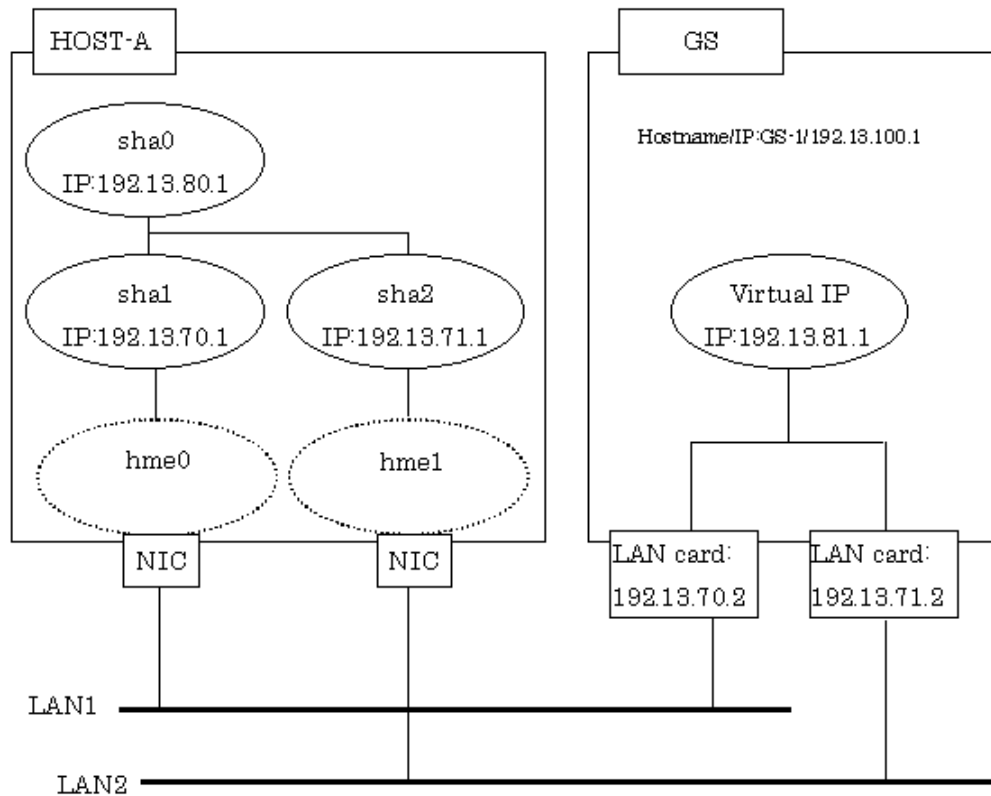 HOST-A
GS
Hostname/IP:GS-1/192.13.100.1
sha0
IP:192.13.80.1
sha1
IP:192.13.70.1
sha2
IP:192.13.71.1
Virtual IP
IP:192.13.81.1
hme0
hme1
NIC
NIC
LAN card:
192.13.70.2
LAN card:
192.13.71.2
LAN1
LAN2